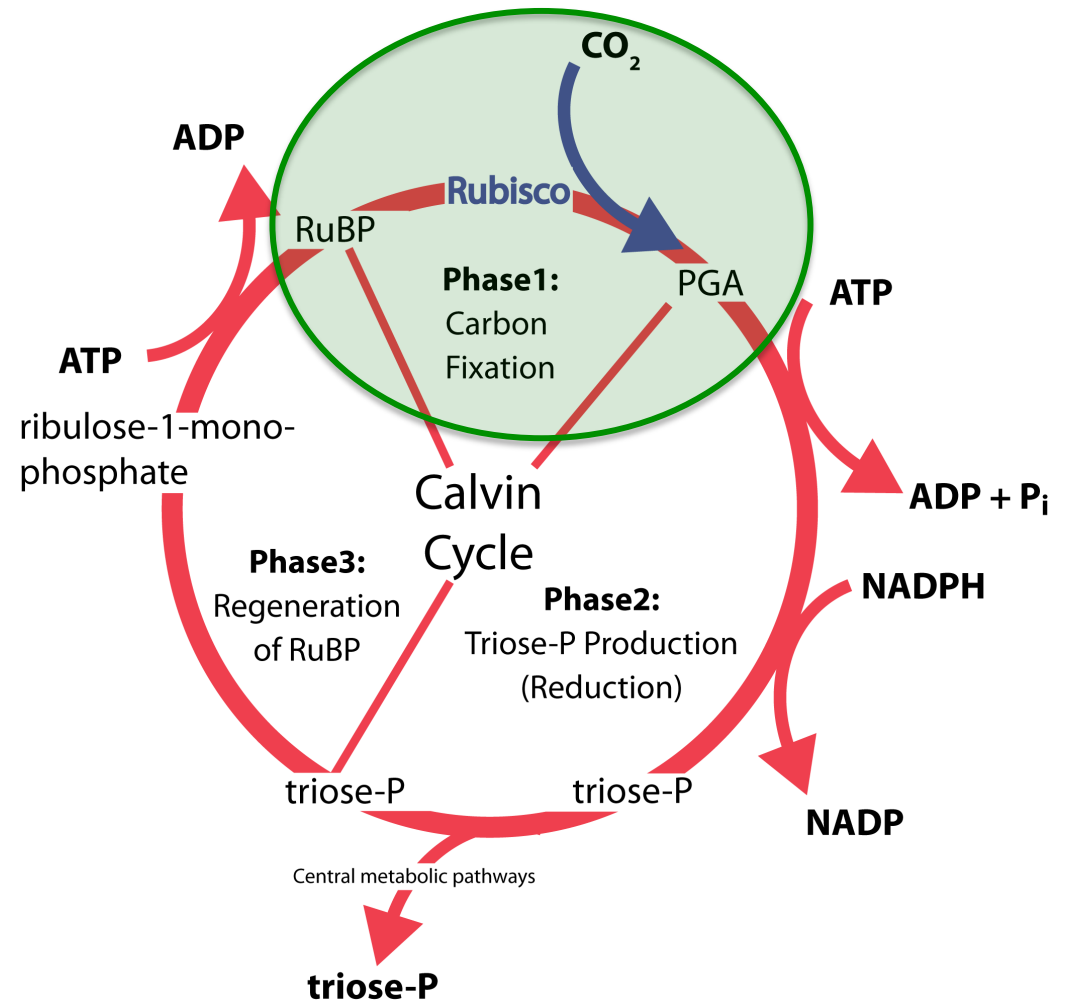 CO2
ADP
Rubisco
RuBP
Phase1:
Carbon
Fixation
PGA
ATP
ATP
ribulose-1-mono-
phosphate
Calvin
Cycle
ADP + Pi
Phase3:
Regeneration
of RuBP
Phase2:
Triose-P Production
(Reduction)
NADPH
triose-P
triose-P
NADP
Central metabolic pathways
triose-P